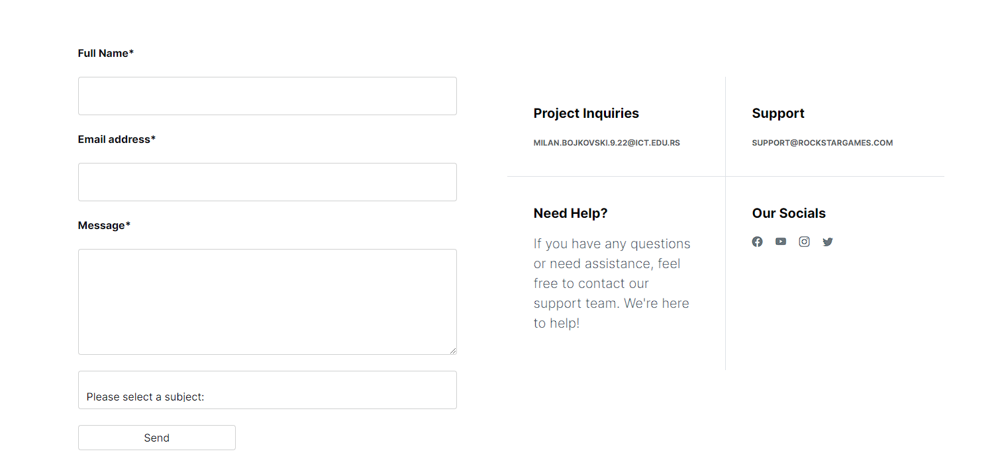 Full Name*
Email address*
Message*
Please select a subject:
Send
Project Inquiries
MILAN.BOJKOVSKI.9.22@ICT.EDU.RS
Support
SUPPORT@ROCKSTARGAMES.COM
Need Help?
If you have any questions
or need assistance, feel
free to contact our
support team. We're here
to help!
Our Socials